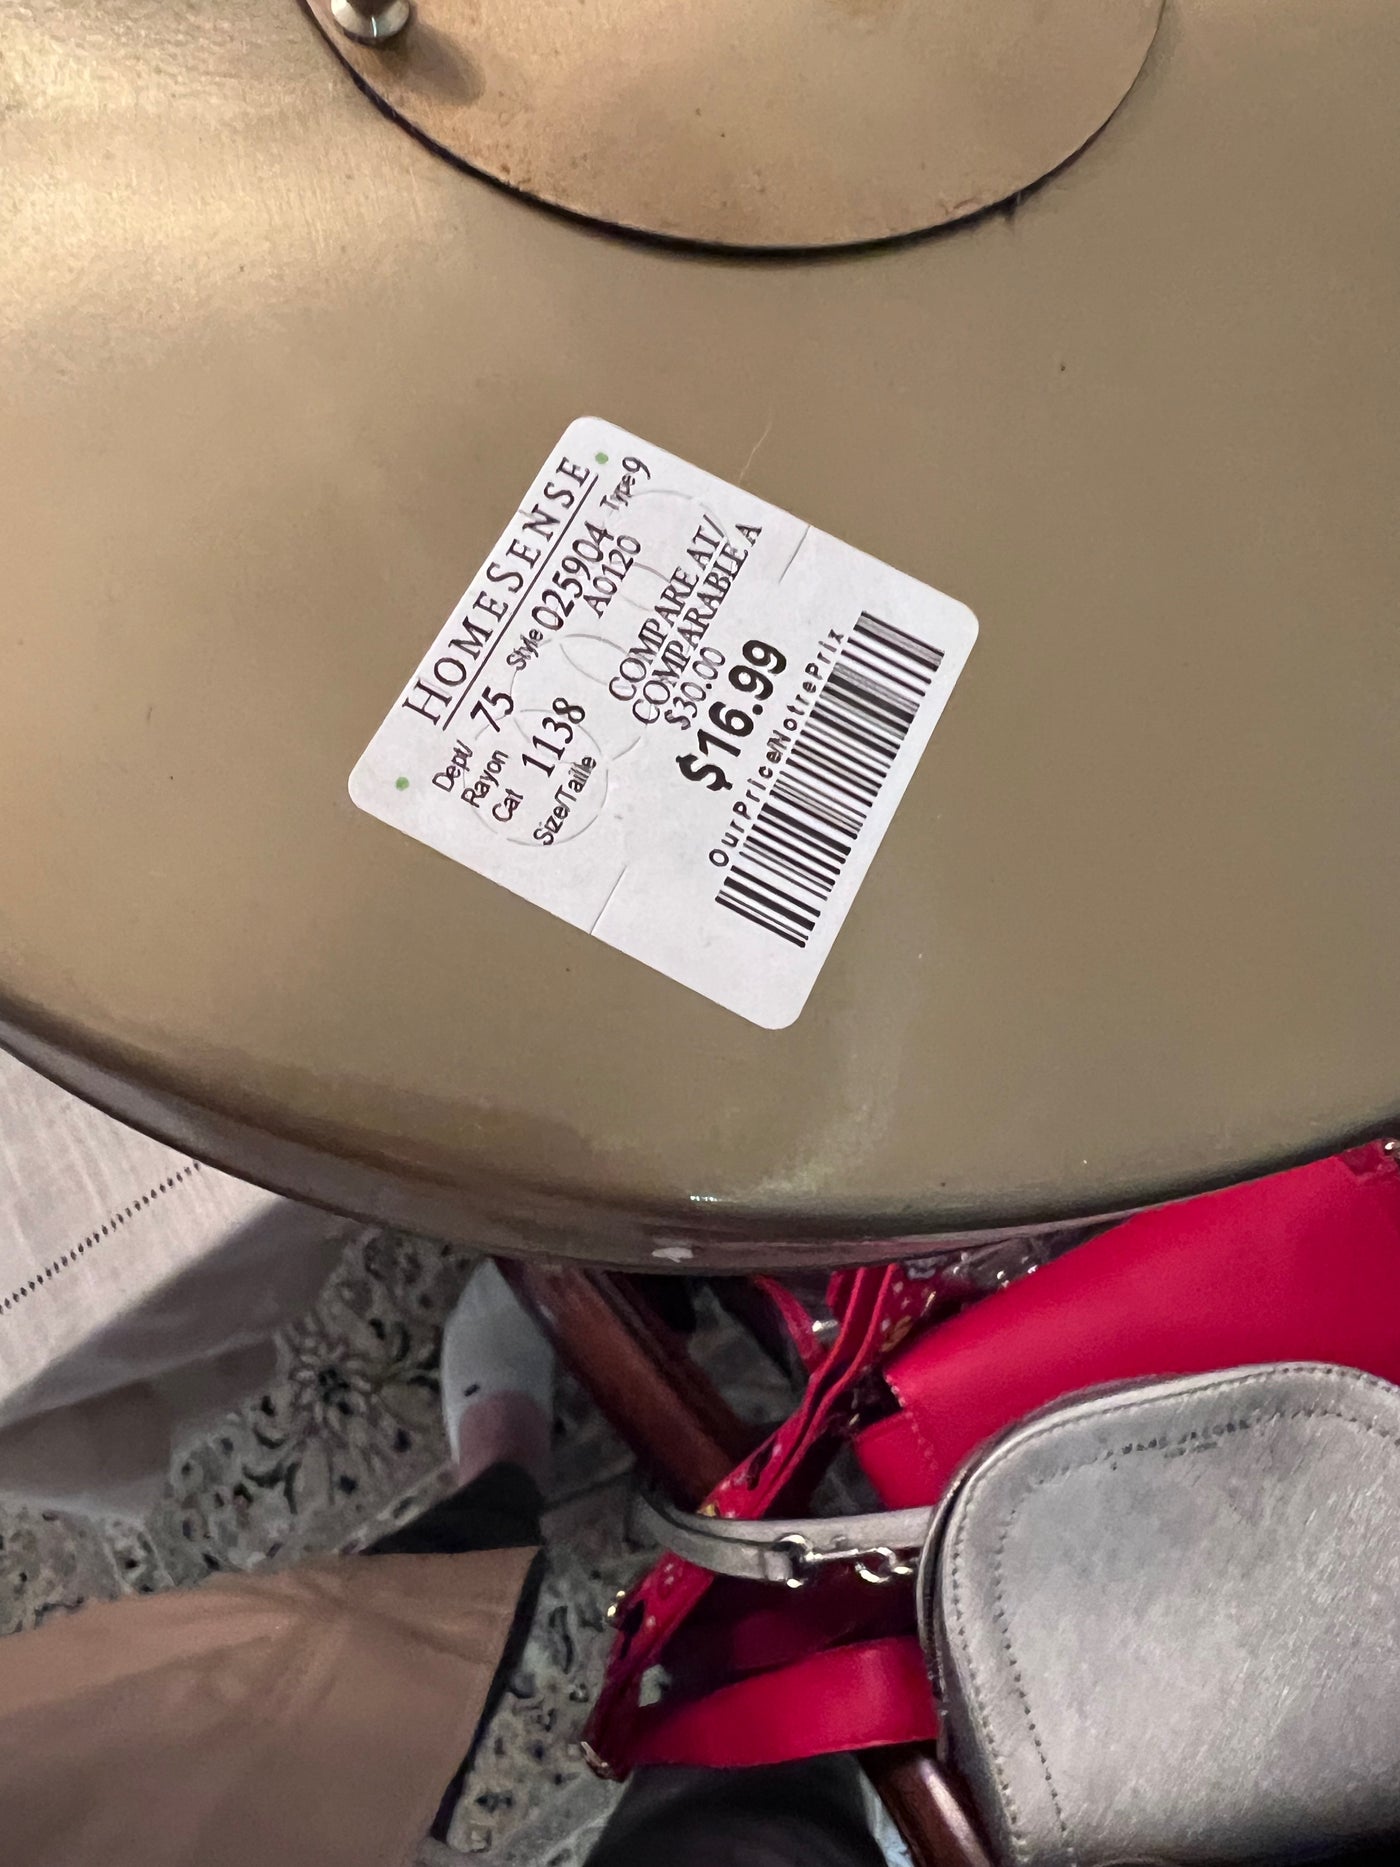 HOMESENSE
Dept/ 75 Style 025904 Type 9
Rayon
Cat 1138 A0120
Size/Taille
COMPARE AT/
COMPARABLE A
$30.00
$16.99
OurPrice/NotrePrix